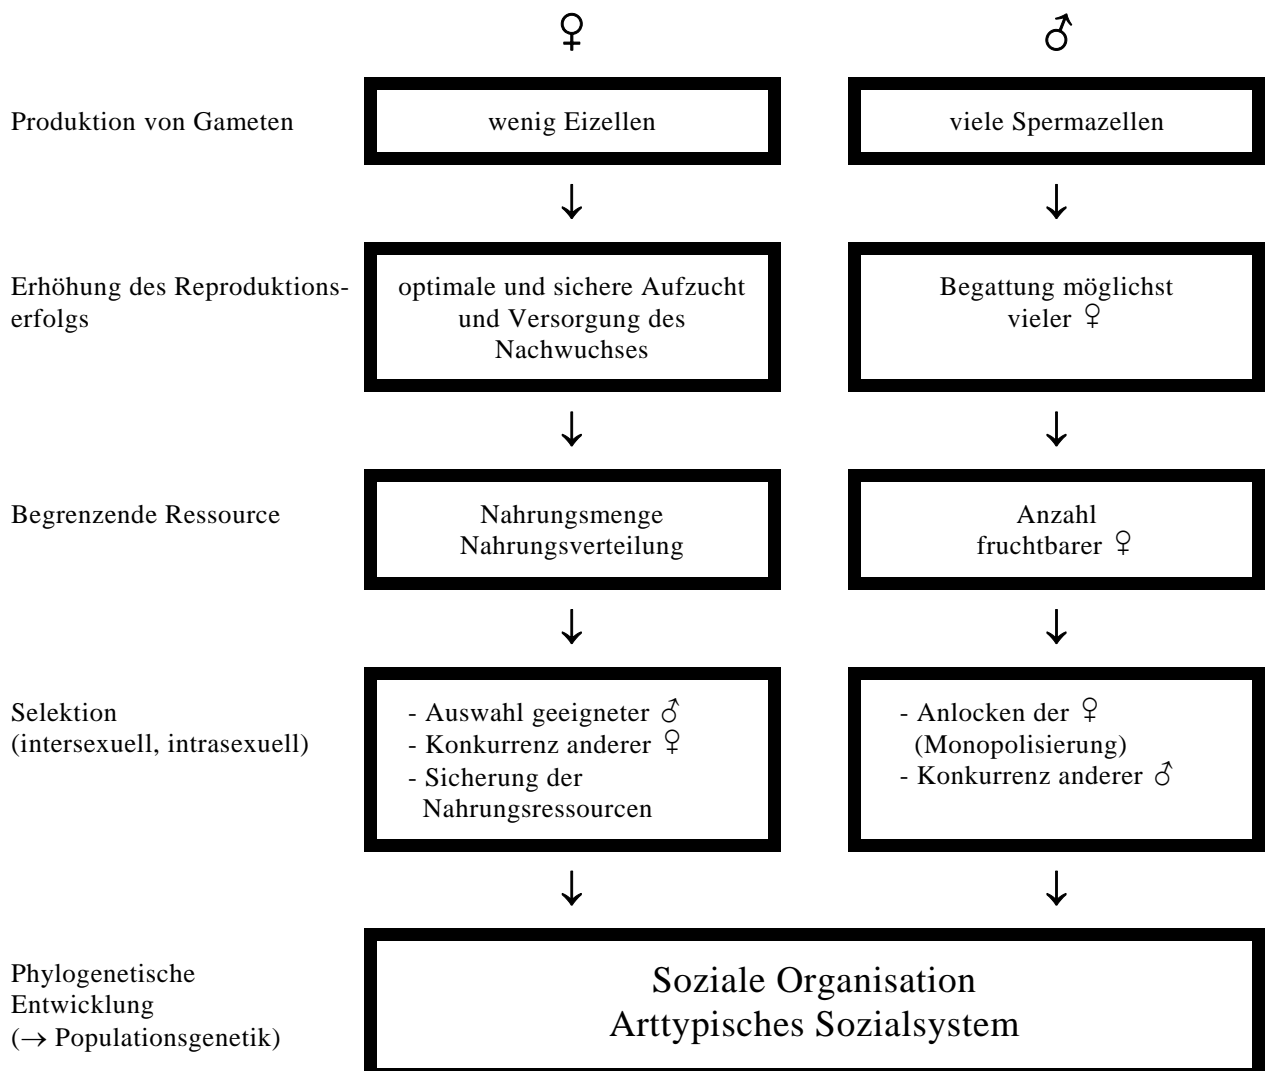 ♀ ♂
Produktion von Gameten
wenig Eizellen
viele Spermazellen
↓ ↓
Erhöhung des Reproduktions-
erfolgs
optimale und sichere Aufzucht
und Versorgung des
Nachwuchses
Begattung möglichst
vieler ♀
↓ ↓
Begrenzende Ressource
Nahrungsmenge
Nahrungsverteilung
Anzahl
fruchtbarer ♀
↓ ↓
Selektion
(intersexuell, intrasexuell)
- Auswahl geeigneter ♂
- Konkurrenz anderer ♀
- Sicherung der
Nahrungsressourcen
- Anlocken der ♀
(Monopolisierung)
- Konkurrenz anderer ♂
↓ ↓
Phylogenetische
Entwicklung
(→ Populationsgenetik)
Soziale Organisation
Arttypisches Sozialsystem